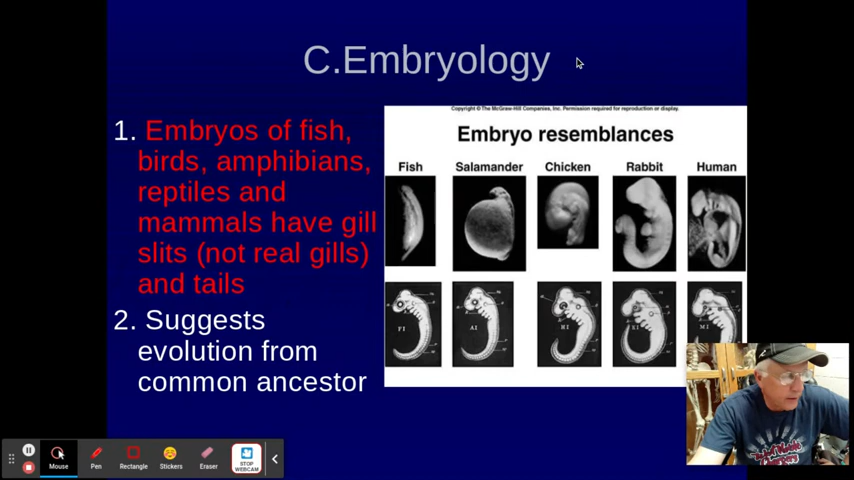 C.Embryology
1. Embryos of fish,
birds, amphibians,
reptiles and
mammals have gill
slits (not real gills)
and tails
2. Suggests
evolution from
common ancestor
Copyright © The McGraw-Hill Companies, Inc. Permission required for reproduction or display.
Embryo resemblances
Fish Salamander Chicken Rabbit Human
Mouse Pen Rectangle Stickers Eraser STOP
WEBCAM